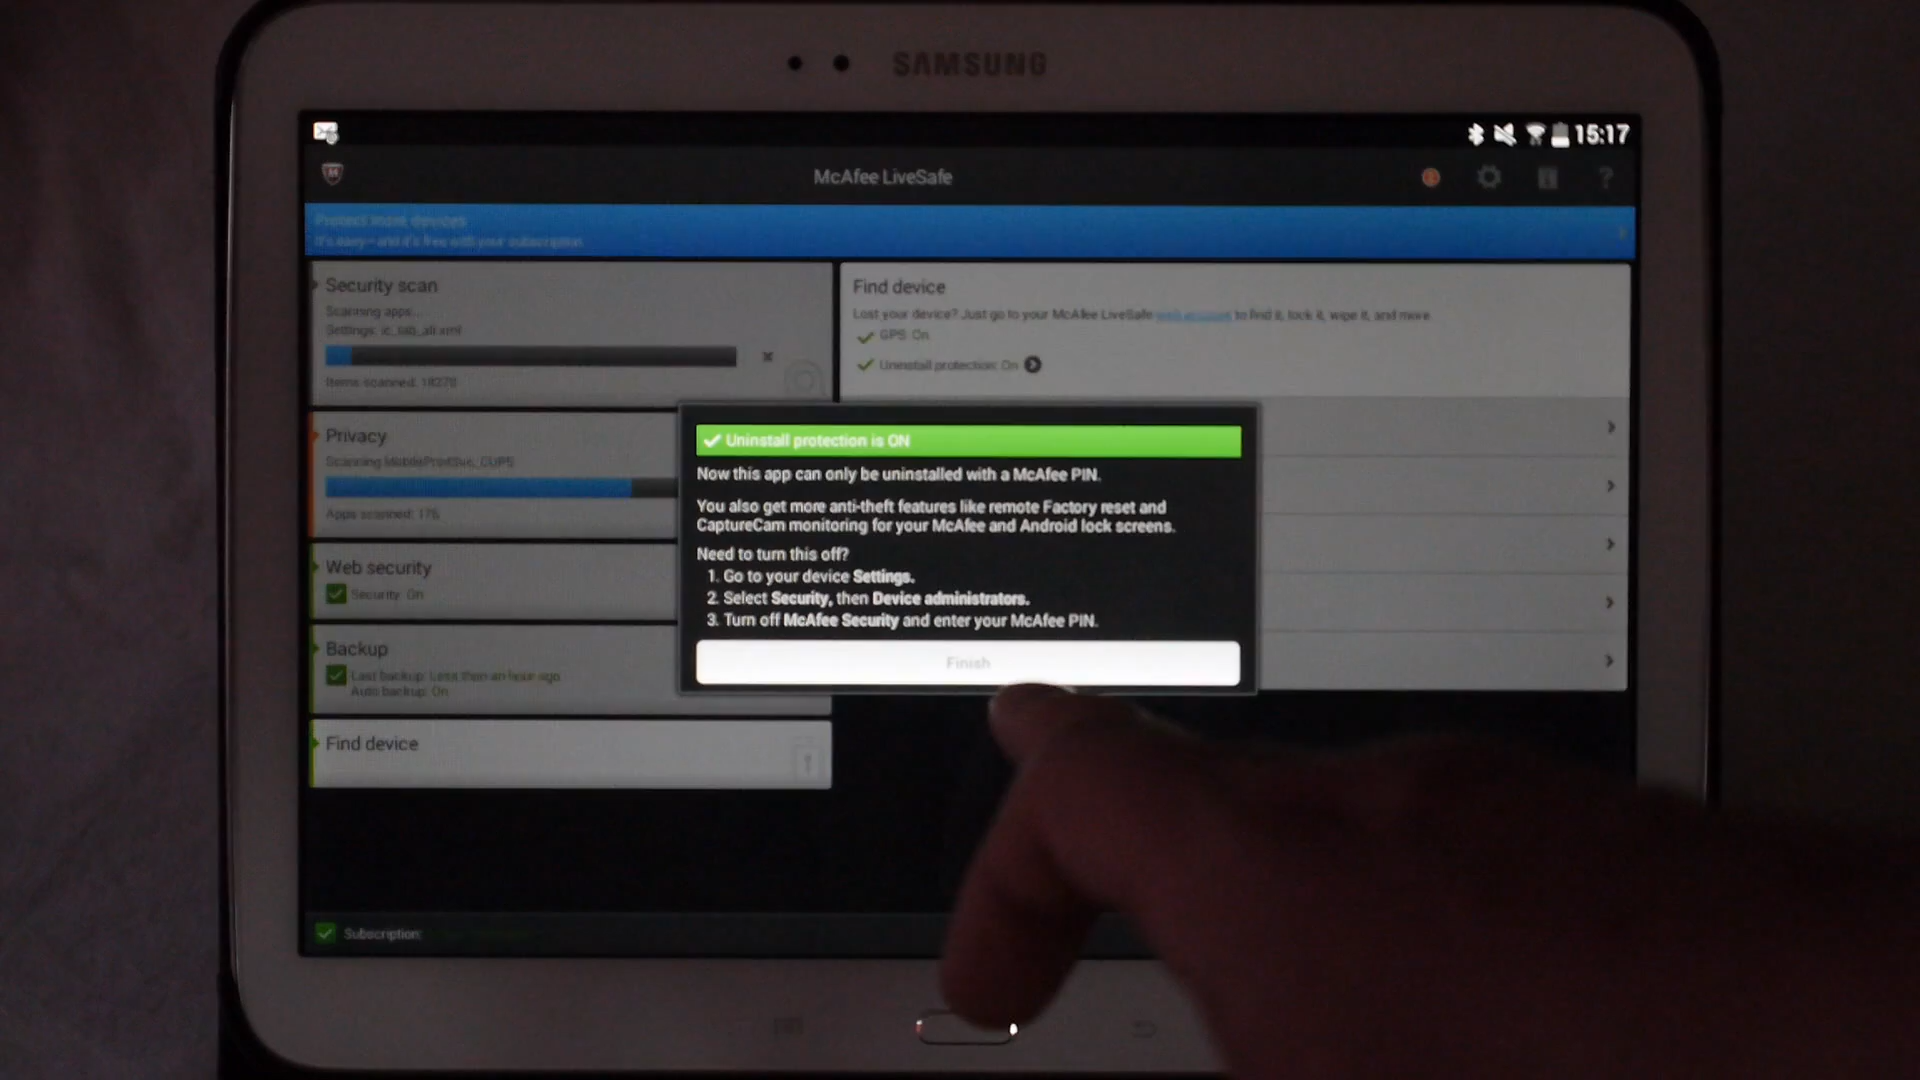 SAMSUNG
15:17
McAfee LiveSafe
Protect more devices
It's easy—and it's free with your subscription
Security scan
Scanning apps...
Settings: ic_tab_all.xml
Items scanned: 18270
Privacy
Scanning MobilePrintSvc_CUPS
Apps scanned: 176
Web security
Security: On
Backup
Last backup: Less than an hour ago
Auto backup: On
Find device
Subscription:
Find device
Lost your device? Just go to your McAfee LiveSafe web account to find it, lock it, wipe it, and more
GPS: On
Uninstall protection: On
Uninstall protection is ON
Now this app can only be uninstalled with a McAfee PIN.
You also get more anti-theft features like remote Factory reset and
CaptureCam monitoring for your McAfee and Android lock screens.
Need to turn this off?
1. Go to your device Settings.
2. Select Security, then Device administrators.
3. Turn off McAfee Security and enter your McAfee PIN.
Finish